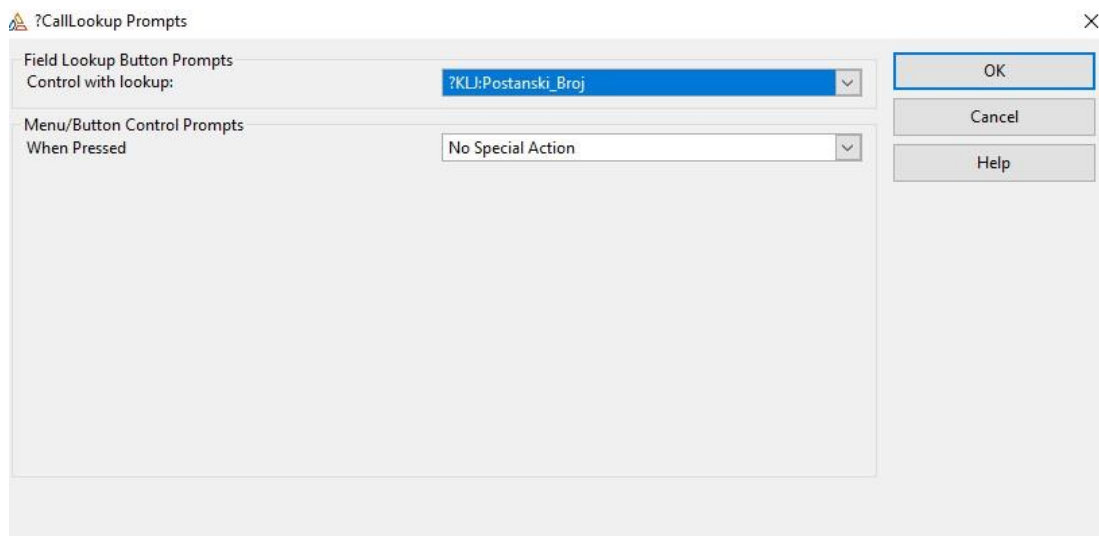 ?CallLookup Prompts
Field Lookup Button Prompts
Control with lookup:
?KLJ:Postanski_Broj
Menu/Button Control Prompts
When Pressed
No Special Action
OK
Cancel
Help